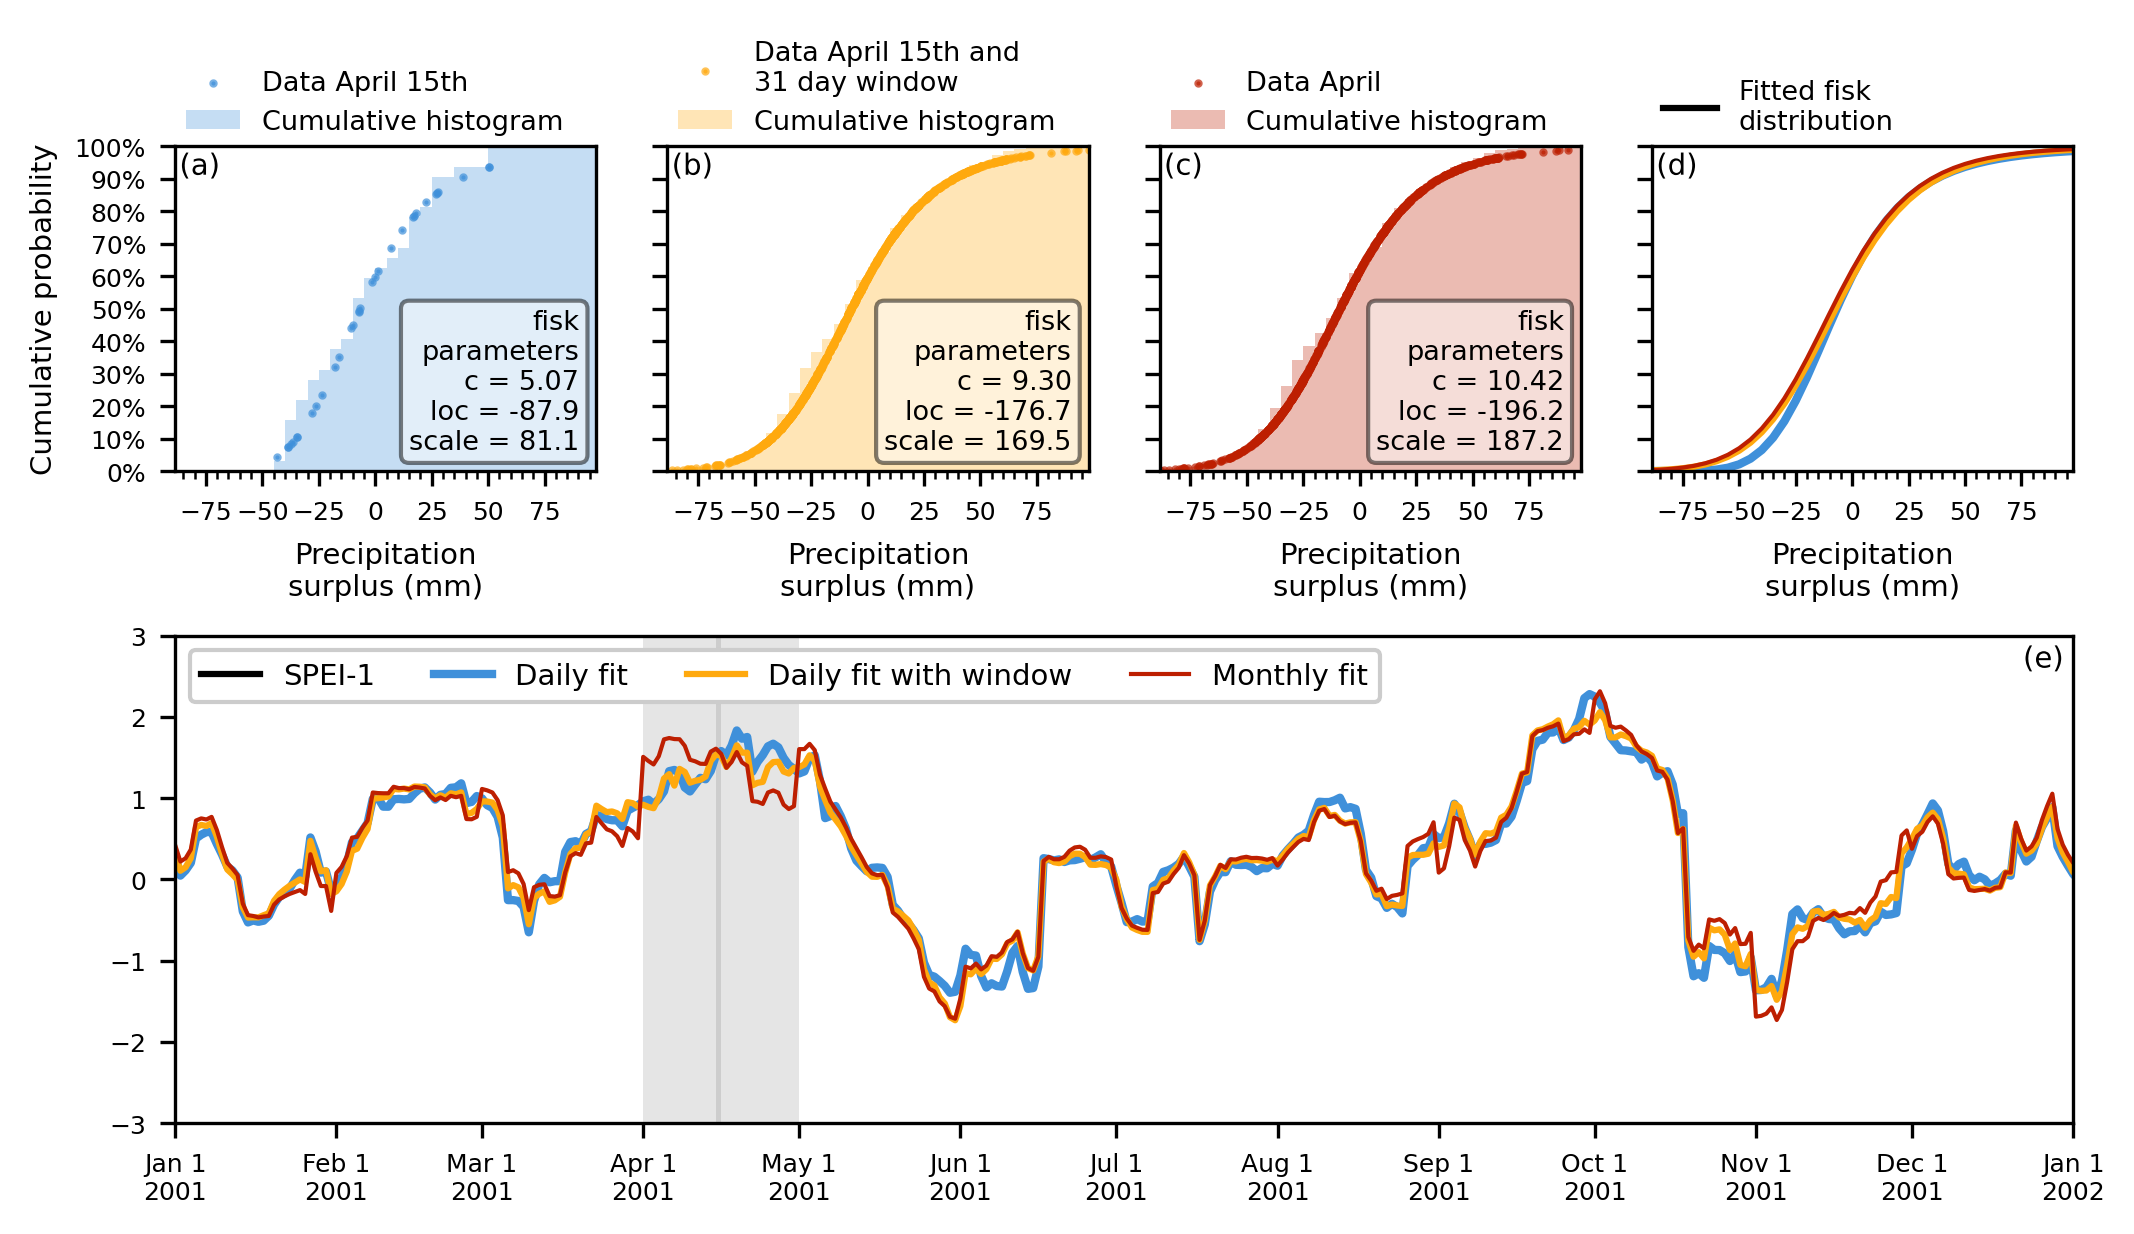 Data April 15th
Cumulative histogram
Data April 15th and
31 day window
Cumulative histogram
Data April
Cumulative histogram
Fitted fisk
distribution
Cumulative probability
100%
90%
80%
70%
60%
50%
40%
30%
20%
10%
0%
(a)
fisk
parameters
c = 5.07
loc = -87.9
scale = 81.1
−75 −50 −25 0 25 50 75
Precipitation
surplus (mm)
(b)
fisk
parameters
c = 9.30
loc = -176.7
scale = 169.5
−75 −50 −25 0 25 50 75
Precipitation
surplus (mm)
(c)
fisk
parameters
c = 10.42
loc = -196.2
scale = 187.2
−75 −50 −25 0 25 50 75
Precipitation
surplus (mm)
(d)
−75 −50 −25 0 25 50 75
Precipitation
surplus (mm)
3
2
1
0
−1
−2
−3
SPEI-1 Daily fit Daily fit with window Monthly fit
(e)
Jan 1 Feb 1 Mar 1 Apr 1 May 1 Jun 1 Jul 1 Aug 1 Sep 1 Oct 1 Nov 1 Dec 1 Jan 1
2001 2001 2001 2001 2001 2001 2001 2001 2001 2001 2001 2001 2002